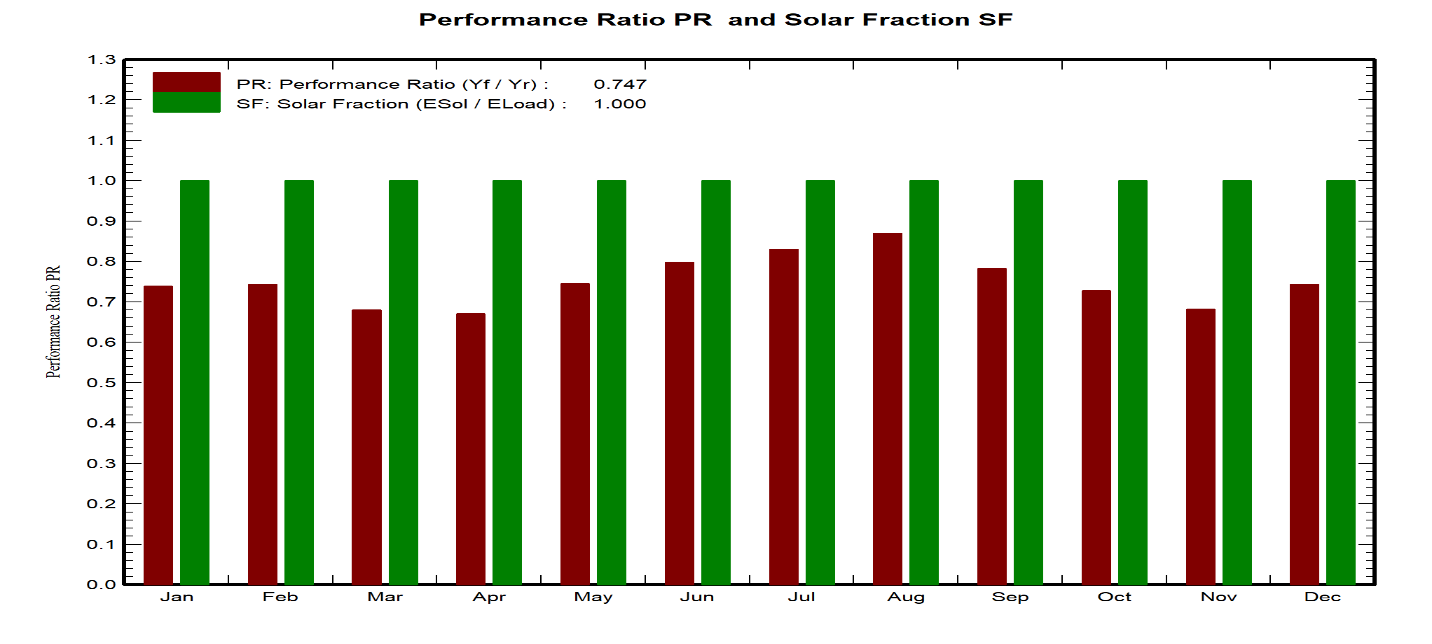 Performance Ratio PR  and Solar Fraction SF
1.3
PR: Performance Ratio (Yf / Yr) :      0.747
1.2
SF: Solar Fraction (ESol / ELoad) :    1.000
1.1
1.0
0.9
0.8
0.7
0.6
0.5
0.4
0.3
0.2
0.1
0.0
Performance Ratio PR
Jan Feb Mar Apr May Jun Jul Aug Sep Oct Nov Dec